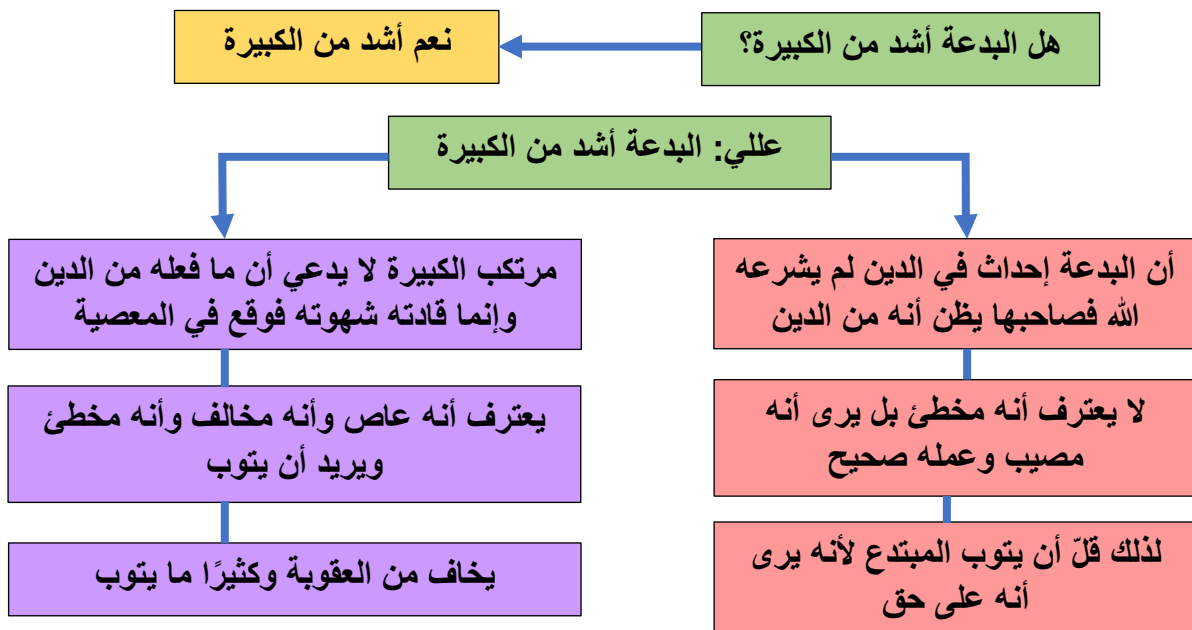 هل البدعة أشد من الكبيرة؟
نعم أشد من الكبيرة
عللي: البدعة أشد من الكبيرة
أن البدعة إحداث في الدين لم يشرعه
الله فصاحبها يظن أنه من الدين
لا يعترف أنه مخطئ بل يرى أنه
مصيب وعمله صحيح
لذلك قلّ أن يتوب المبتدع لأنه يرى
أنه على حق
مرتكب الكبيرة لا يدعي أن ما فعله من الدين
وإنما قادته شهوته فوقع في المعصية
يعترف أنه عاص وأنه مخالف وأنه مخطئ
ويريد أن يتوب
يخاف من العقوبة وكثيرًا ما يتوب